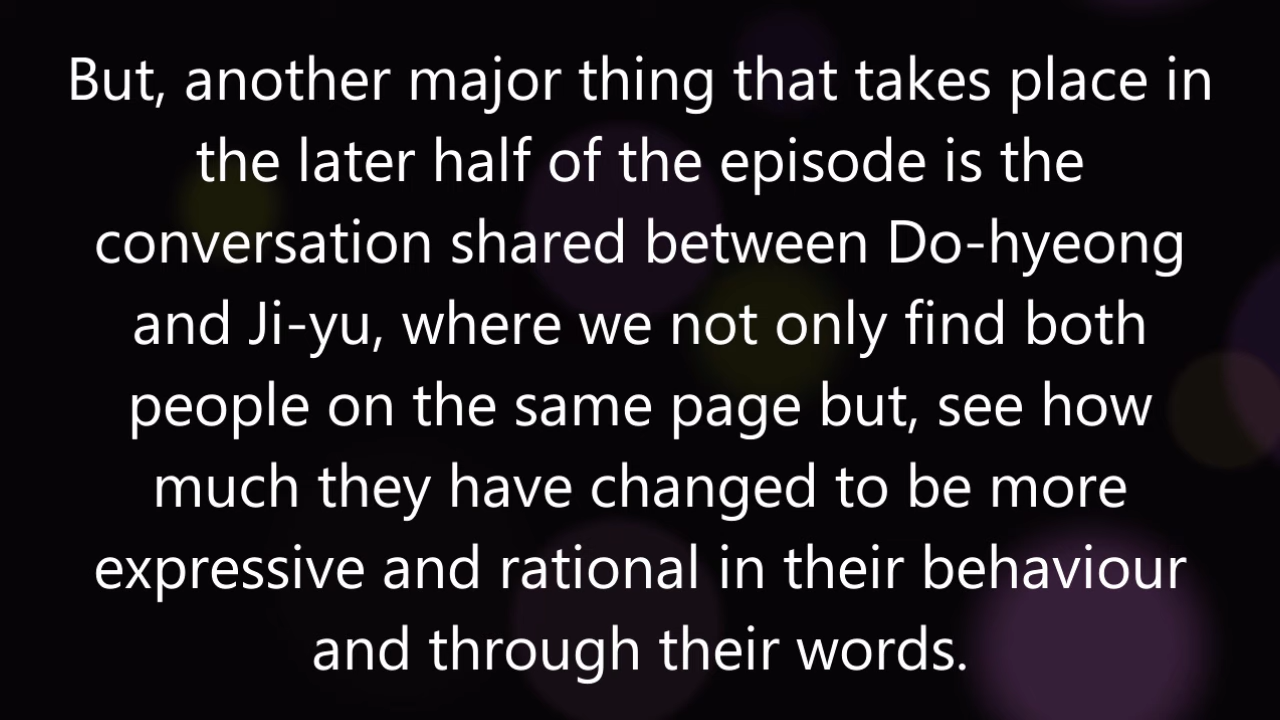 But, another major thing that takes place in
the later half of the episode is the
conversation shared between Do-hyeong
and Ji-yu, where we not only find both
people on the same page but, see how
much they have changed to be more
expressive and rational in their behaviour
and through their words.